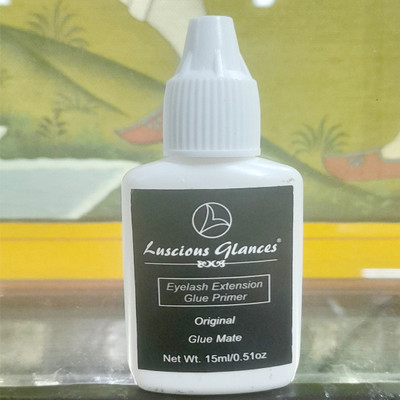 Luscious Glances®
Eyelash Extension
Glue Primer
Original
Glue Mate
Net Wt. 15ml/0.51oz